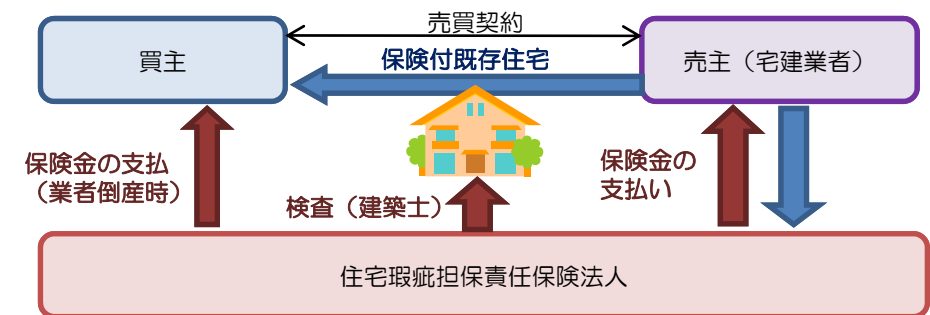 売買契約
買主
保険付既存住宅
売主（宅建業者）
保険金の支払
（業者倒産時）
検査（建築士）
保険金の
支払い
住宅瑕疵担保責任保険法人